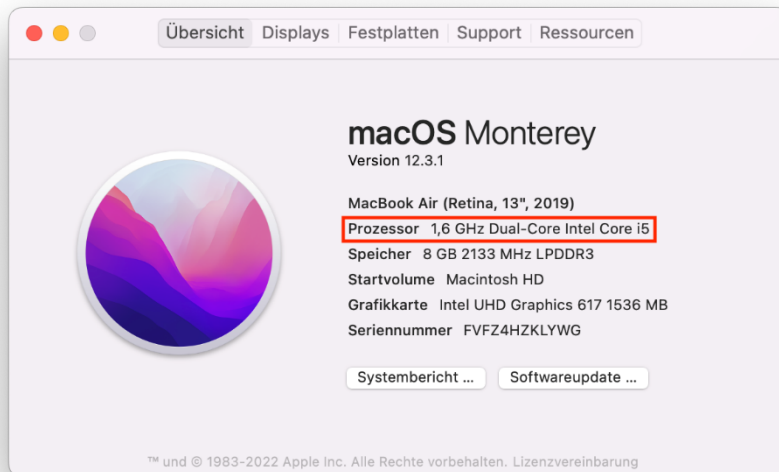 Übersicht Displays Festplatten Support Ressourcen
macOS Monterey
Version 12.3.1
MacBook Air (Retina, 13", 2019)
Prozessor 1,6 GHz Dual-Core Intel Core i5
Speicher 8 GB 2133 MHz LPDDR3
Startvolume Macintosh HD
Grafikkarte Intel UHD Graphics 617 1536 MB
Seriennummer FVFZ4HZKLYWG
Systembericht ... Softwareupdate ...
™ und © 1983-2022 Apple Inc. Alle Rechte vorbehalten. Lizenzvereinbarung